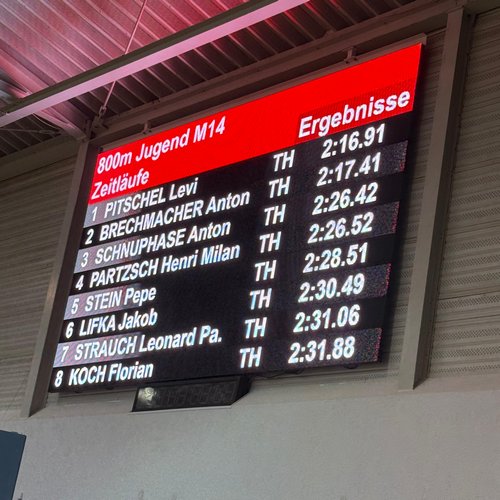 800m Jugend M14
Zeitläufe Ergebnisse
1 PITSCHEL Levi TH 2:16.91
2 BRECHMACHER Anton TH 2:17.41
3 SCHNUPHASE Anton TH 2:26.42
4 PARTZSCH Henri Milan TH 2:26.52
5 STEIN Pepe TH 2:28.51
6 LIFKA Jakob TH 2:30.49
7 STRAUCH Leonard Pa. TH 2:31.06
8 KOCH Florian TH 2:31.88